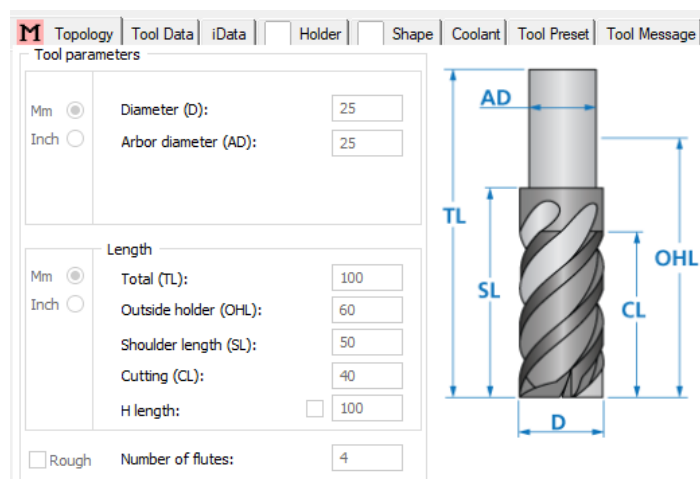 M Topology Tool Data iData Holder Shape Coolant Tool Preset Tool Message
Tool parameters
Mm
Inch
Diameter (D): 25
Arbor diameter (AD): 25
Length
Mm
Inch
Total (TL): 100
Outside holder (OHL): 60
Shoulder length (SL): 50
Cutting (CL): 40
H length: 100
Rough Number of flutes: 4
AD
TL
OHL
SL
CL
D